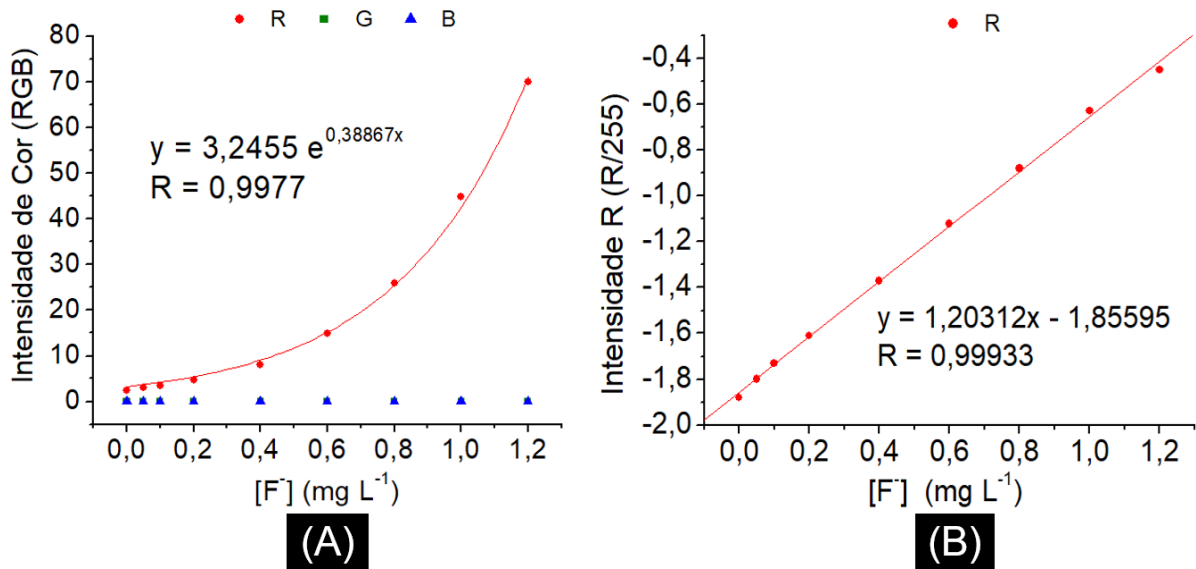 R G B
Intensidade de Cor (RGB)
80
70
60
50
40
30
20
10
0
y = 3,2455 e^0,38867x
R = 0,9977
0,0 0,2 0,4 0,6 0,8 1,0 1,2
[F⁻] (mg L⁻¹)
(A)
R
Intensidade R (R/255)
-0,4
-0,6
-0,8
-1,0
-1,2
-1,4
-1,6
-1,8
-2,0
y = 1,20312x - 1,85595
R = 0,99933
0,0 0,2 0,4 0,6 0,8 1,0 1,2
[F⁻] (mg L⁻¹)
(B)